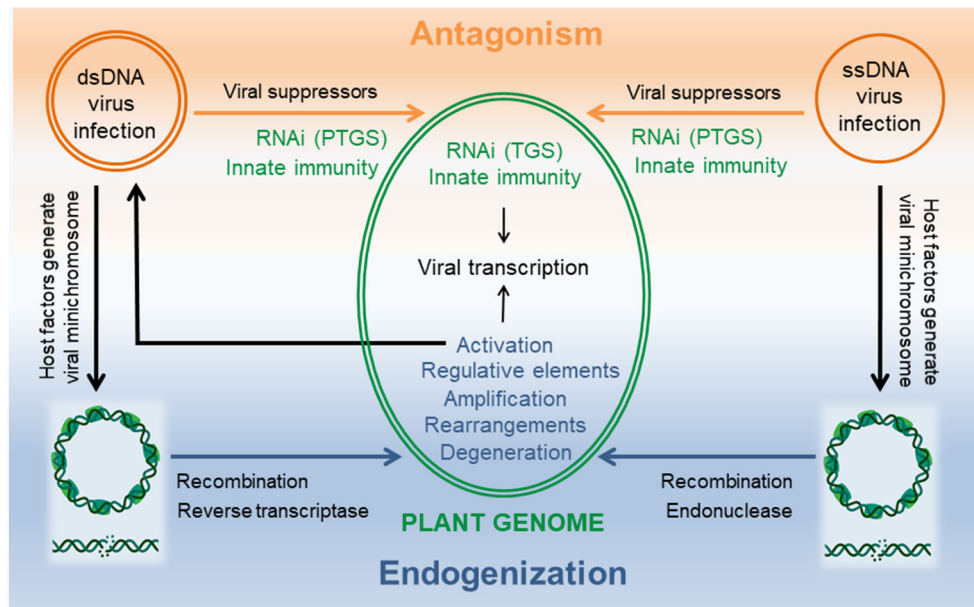 Antagonism
dsDNA
virus
infection
Viral suppressors
RNAi (PTGS)
Innate immunity
RNAi (TGS)
Innate immunity
Viral suppressors
RNAi (PTGS)
Innate immunity
ssDNA
virus
infection
Host factors generate
viral minichromosome
Viral transcription
Host factors generate
viral minichromosome
Activation
Regulative elements
Amplification
Rearrangements
Degeneration
Recombination
Reverse transcriptase
Recombination
Endonuclease
PLANT GENOME
Endogenization